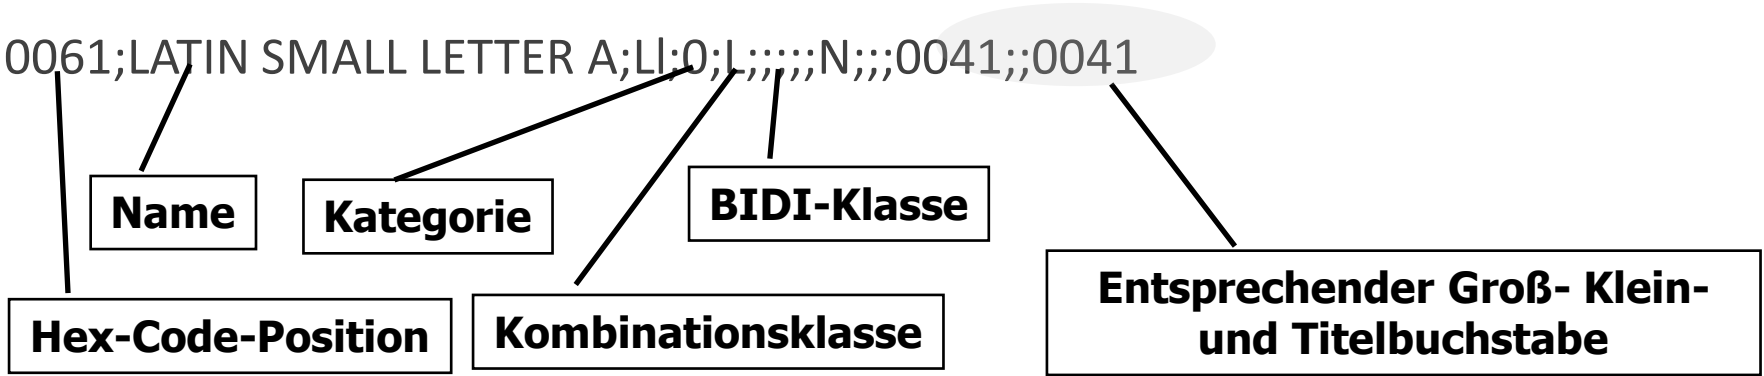 0061;LATIN SMALL LETTER A;Ll;0;L;;;;;N;;;0041;;0041
Name
Kategorie
BIDI-Klasse
Hex-Code-Position
Kombinationsklasse
Entsprechender Groß- Klein-
und Titelbuchstabe